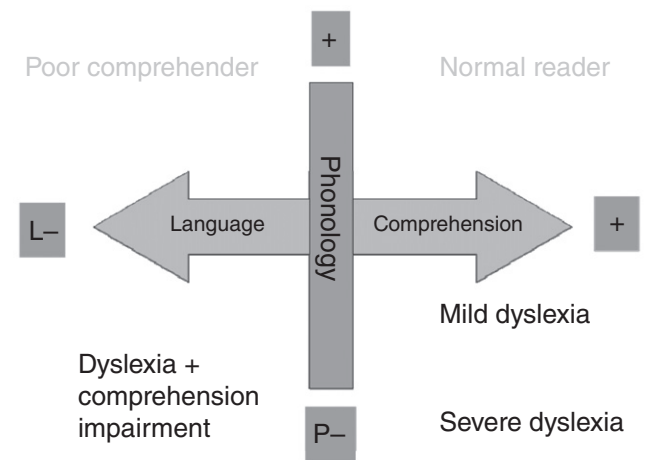 +
Poor comprehender
Normal reader
Phonology
L–
Language
Comprehension
+
Mild dyslexia
Dyslexia +
comprehension
impairment
Severe dyslexia
P–